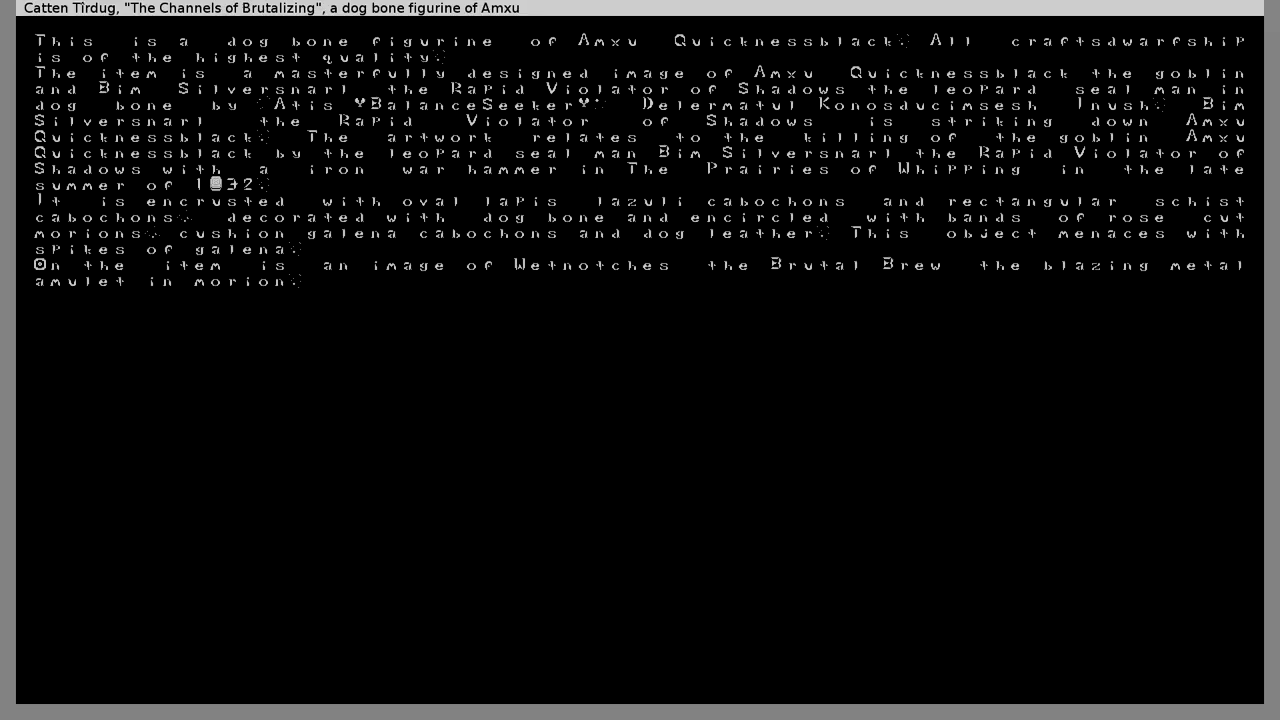 Catten Tîrdug, "The Channels of Brutalizing", a dog bone figurine of Amxu
This is a dog bone figurine of Amxu Quicknessblack. All craftsdwarfship
is of the highest quality.
The item is a masterfully designed image of Amxu Quicknessblack the goblin
and Bim Silversnarl the Rapid Violator of Shadows the leopard seal man in
dog bone by Atis ♥BalanceSeeker♥ Delermatul Konosducimsesh Inush. Bim
Silversnarl the Rapid Violator of Shadows is striking down Amxu
Quicknessblack. The artwork relates to the killing of the goblin Amxu
Quicknessblack by the leopard seal man Bim Silversnarl the Rapid Violator of
Shadows with a iron war hammer in The Prairies of Whipping in the late
summer of 1032.
It is encrusted with oval lapis lazuli cabochons and rectangular schist
cabochons, decorated with dog bone and encircled with bands of rose cut
morions, cushion galena cabochons and dog leather. This object menaces with
spikes of galena.
On the item is an image of Wetnotches the Brutal Brew the blazing metal
amulet in morion.